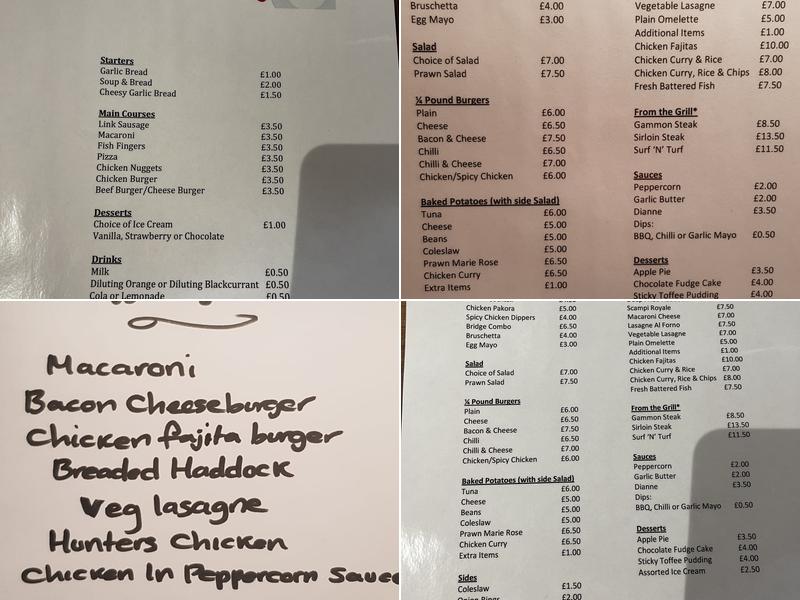 Starters
Garlic Bread £1.00
Soup & Bread £2.00
Cheesy Garlic Bread £1.50
Main Courses
Link Sausage £3.50
Macaroni £3.50
Fish Fingers £3.50
Pizza £3.50
Chicken Nuggets £3.50
Chicken Burger £3.50
Beef Burger/Cheese Burger £3.50
Desserts
Choice of Ice Cream £1.00
Vanilla, Strawberry or Chocolate
Drinks
Milk £0.50
Diluting Orange or Diluting Blackcurrant £0.50
Cola or Lemonade £0.50
Bruschetta £4.00
Egg Mayo £3.00
Salad
Choice of Salad £7.00
Prawn Salad £7.50
¼ Pound Burgers
Plain £6.00
Cheese £6.50
Bacon & Cheese £7.50
Chilli £6.50
Chilli & Cheese £7.00
Chicken/Spicy Chicken £6.00
Baked Potatoes (with side Salad)
Tuna £6.00
Cheese £5.00
Beans £5.00
Coleslaw £5.00
Prawn Marie Rose £6.50
Chicken Curry £6.50
Extra Items £1.00
Vegetable Lasagne £7.00
Plain Omelette £5.00
Additional Items £1.00
Chicken Fajitas £10.00
Chicken Curry & Rice £7.00
Chicken Curry, Rice & Chips £8.00
Fresh Battered Fish £7.50
From the Grill*
Gammon Steak £8.50
Sirloin Steak £13.50
Surf 'N' Turf £11.50
Sauces
Peppercorn £2.00
Garlic Butter £2.00
Dianne £3.50
Dips:
BBQ, Chilli or Garlic Mayo £0.50
Desserts
Apple Pie £3.50
Chocolate Fudge Cake £4.00
Sticky Toffee Pudding £4.00
Macaroni
Bacon Cheeseburger
Chicken fajita burger
Breaded Haddock
Veg lasagne
Hunters Chicken
Chicken In Peppercorn Sauce
Chicken Pakora £5.00
Spicy Chicken Dippers £4.00
Bridge Combo £6.50
Bruschetta £4.00
Egg Mayo £3.00
Salad
Choice of Salad £7.00
Prawn Salad £7.50
¼ Pound Burgers
Plain £6.00
Cheese £6.50
Bacon & Cheese £7.50
Chilli £6.50
Chilli & Cheese £7.00
Chicken/Spicy Chicken £6.00
Baked Potatoes (with side Salad)
Tuna £6.00
Cheese £5.00
Beans £5.00
Coleslaw £5.00
Prawn Marie Rose £6.50
Chicken Curry £6.50
Extra Items £1.00
Sides
Coleslaw £1.50
Onion Rings £2.00
Scampi Royale £7.50
Macaroni Cheese £7.00
Lasagne Al Forno £7.50
Vegetable Lasagne £7.00
Plain Omelette £5.00
Additional Items £1.00
Chicken Fajitas £10.00
Chicken Curry & Rice £7.00
Chicken Curry, Rice & Chips £8.00
Fresh Battered Fish £7.50
From the Grill*
Gammon Steak £8.50
Sirloin Steak £13.50
Surf 'N' Turf £11.50
Sauces
Peppercorn £2.00
Garlic Butter £2.00
Dianne £3.50
Dips:
BBQ, Chilli or Garlic Mayo £0.50
Desserts
Apple Pie £3.50
Chocolate Fudge Cake £4.00
Sticky Toffee Pudding £4.00
Assorted Ice Cream £2.50